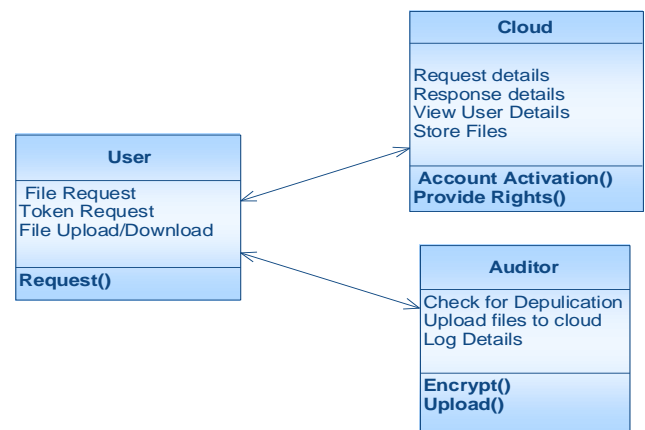 Cloud
Request details
Response details
View User Details
Store Files
Account Activation()
Provide Rights()
User
File Request
Token Request
File Upload/Download
Request()
Auditor
Check for Depulication
Upload files to cloud
Log Details
Encrypt()
Upload()